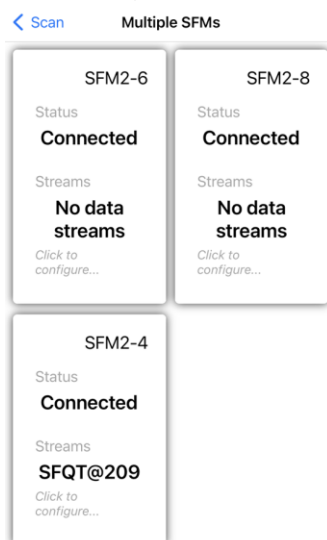 Scan
Multiple SFMs
SFM2-6
Status
Connected
Streams
No data
streams
Click to
configure...
SFM2-8
Status
Connected
Streams
No data
streams
Click to
configure...
SFM2-4
Status
Connected
Streams
SFQT@209
Click to
configure...